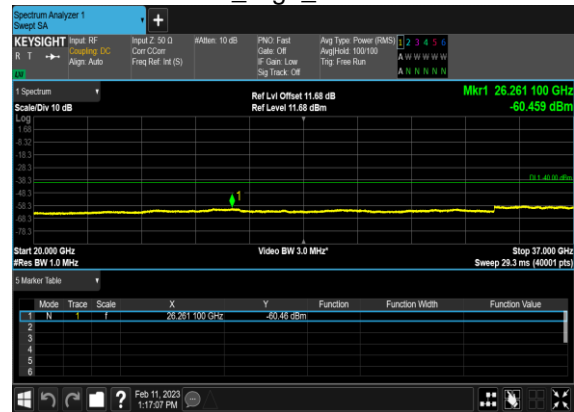 Spectrum Analyzer 1
Swept SA
KEYSIGHT Input: RF Input Z: 50 Ω #Atten: 10 dB PNO: Fast Avg Type: Power (RMS) 1 2 3 4 5 6
R T Coupling: DC Corr CCorr Gate: Off Avg|Hold: 100/100 A W W W W W
Align: Auto Freq Ref: Int (S) IF Gain: Low Trig: Free Run
Sig Track: Off A N N N N N
1 Spectrum Ref Lvl Offset 11.68 dB Mkr1 26.261 100 GHz
Scale/Div 10 dB Ref Level 11.68 dBm -60.459 dBm
Log
1.68
-8.32
-18.3
-28.3
-38.3 DL1 -40.00 dBm
-48.3 1
-58.3
-68.3
-78.3
Start 20.000 GHz Video BW 3.0 MHz* Stop 37.000 GHz
#Res BW 1.0 MHz Sweep 29.3 ms (40001 pts)
5 Marker Table
Mode Trace Scale X Y Function Function Width Function Value
1 N 1 f 26.261 100 GHz -60.46 dBm
2
3
4
5
6
? Feb 11, 2023
1:17:07 PM